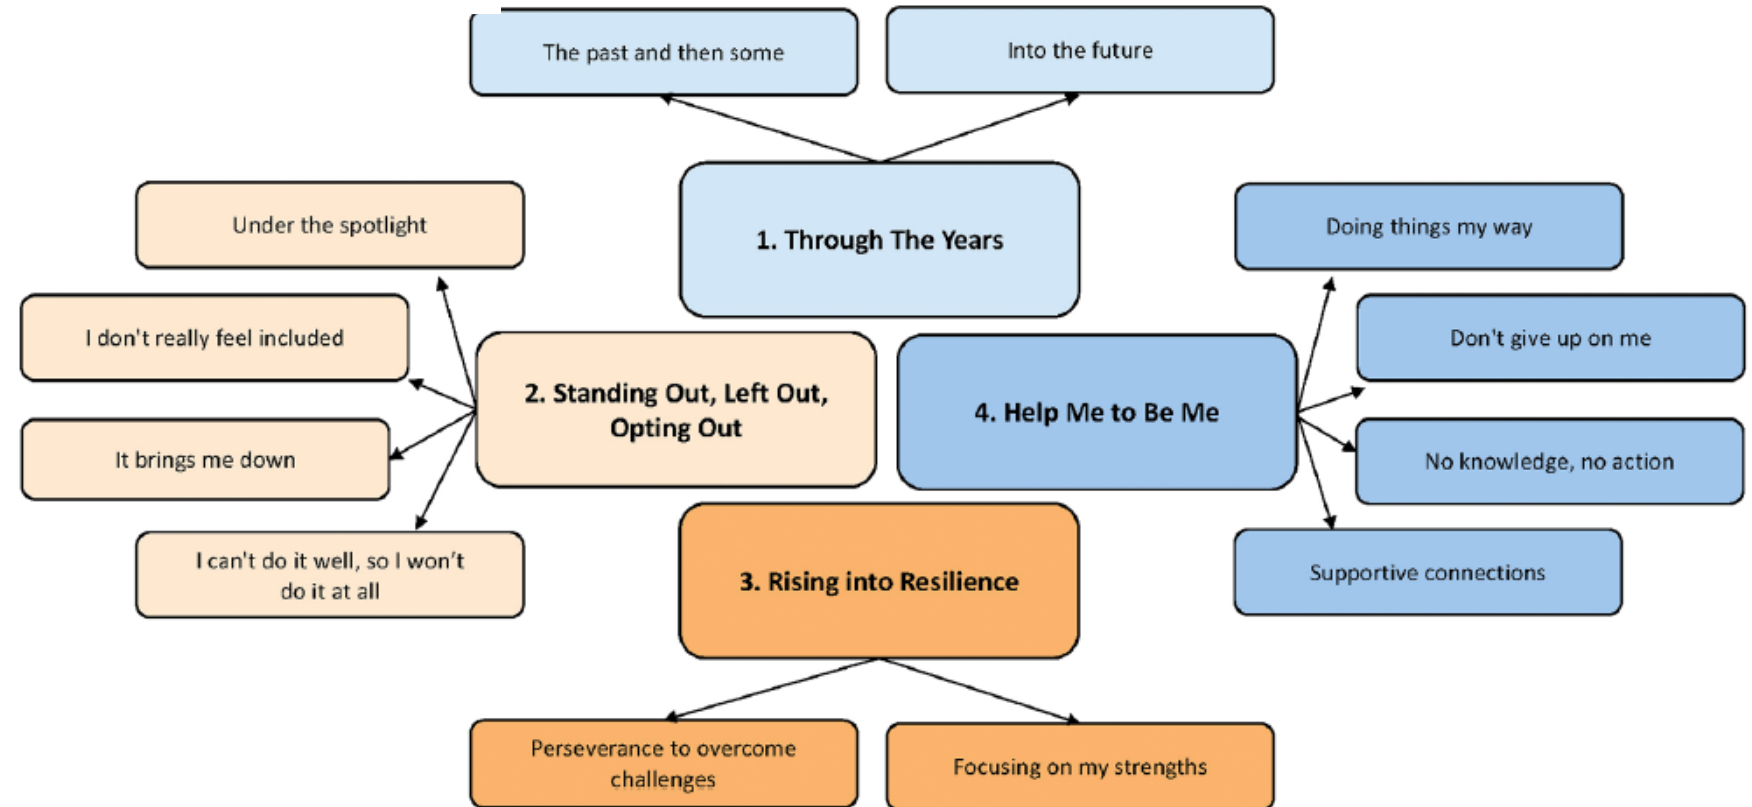 The past and then some
Into the future
1. Through The Years
Under the spotlight
I don't really feel included
It brings me down
I can't do it well, so I won’t
do it at all
2. Standing Out, Left Out,
Opting Out
4. Help Me to Be Me
Doing things my way
Don't give up on me
No knowledge, no action
Supportive connections
3. Rising into Resilience
Perseverance to overcome
challenges
Focusing on my strengths